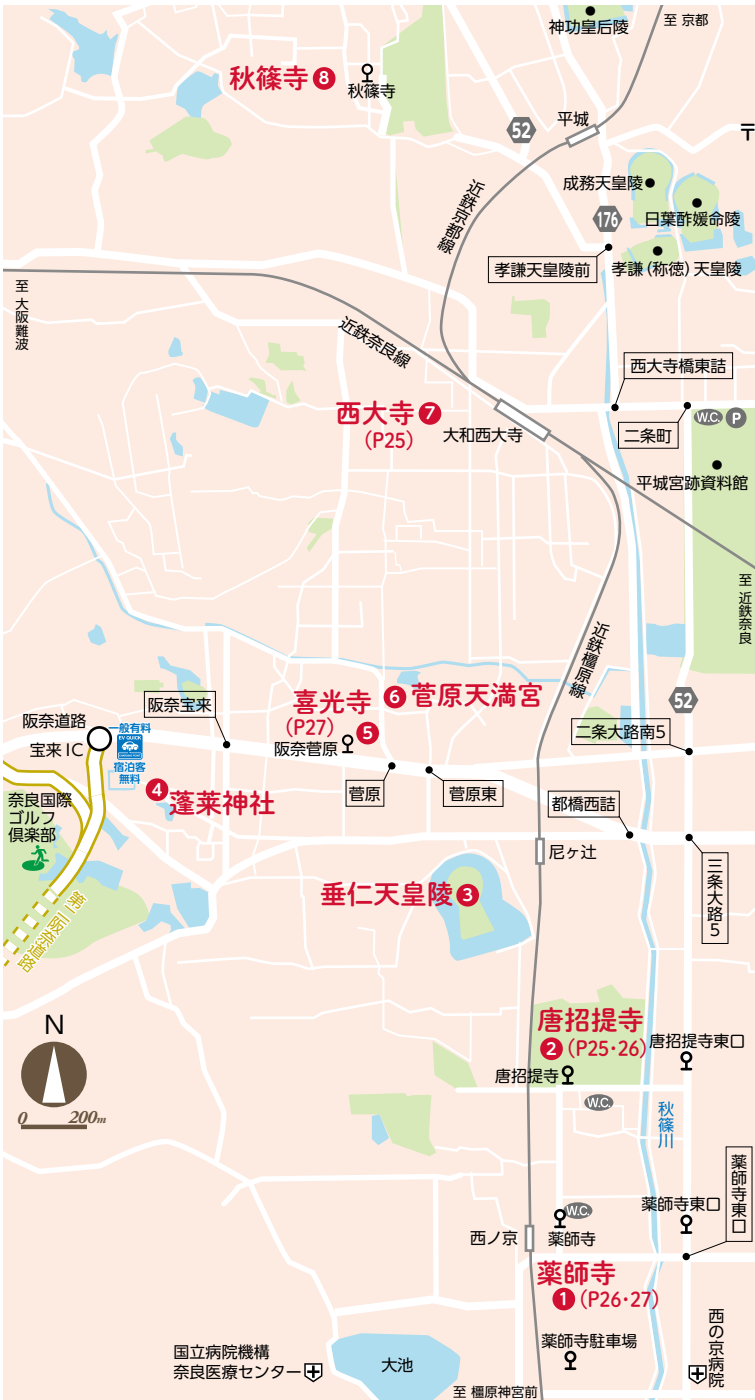 神功皇后陵
至 京都
秋篠寺 8
秋篠寺
52
平城
〒
近鉄京都線
成務天皇陵
176
日葉酢媛命陵
孝謙天皇陵前
孝謙(称徳)天皇陵
至 大阪難波
近鉄奈良線
西大寺橋東詰
西大寺 7
(P25)
大和西大寺
二条町
W.C.
P
平城宮跡資料館
至 近鉄奈良
近鉄橿原線
喜光寺
(P27)
5
6 菅原天満宮
52
阪奈宝来
阪奈道路
宝来IC
一般有料
EV QUICK
宿泊客
無料
阪奈菅原
二条大路南5
菅原
菅原東
4 蓬莱神社
都橋西詰
奈良国際
ゴルフ
倶楽部
尼ヶ辻
三条大路5
垂仁天皇陵 3
第二阪奈道路
N
0 200m
唐招提寺
2 (P25・26)
唐招提寺東口
唐招提寺
W.C.
秋篠川
薬師寺東口
薬師寺東口
W.C.
薬師寺
西ノ京
薬師寺
1 (P26・27)
薬師寺駐車場
西の京病院
国立病院機構
奈良医療センター
大池
至 橿原神宮前